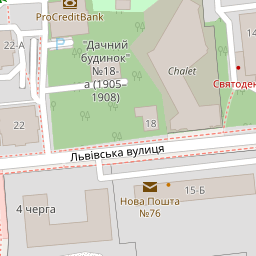 ProCreditBank
22-А
"Дачний
будинок"
№18-
а (1905–
1908)
Chalet
14
Святоден
22
18
Львівська вулиця
15-Б
Нова Пошта
№76
4 черга